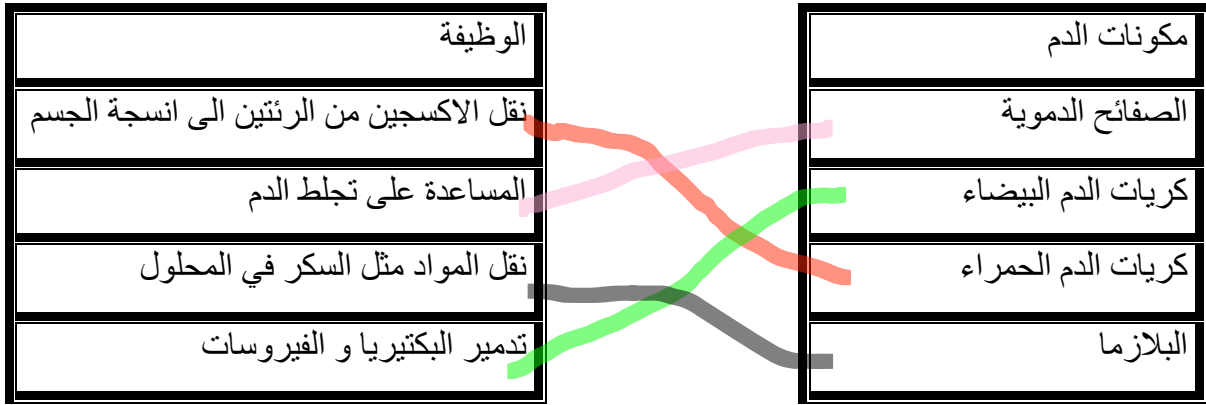 مكونات الدم
الوظيفة
الصفائح الدموية
نقل الاكسجين من الرئتين الى انسجة الجسم
كريات الدم البيضاء
المساعدة على تجلط الدم
كريات الدم الحمراء
نقل المواد مثل السكر في المحلول
البلازما
تدمير البكتيريا و الفيروسات